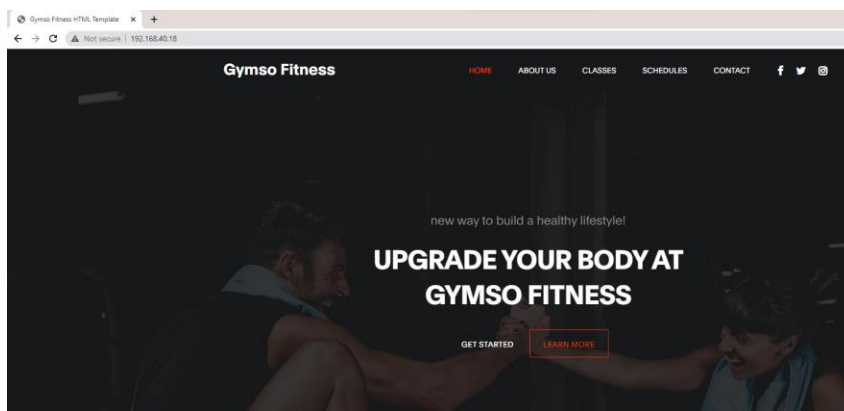 Gymso Fitness HTML Template
Not secure | 192.168.40.18
Gymso Fitness
HOME ABOUT US CLASSES SCHEDULES CONTACT
new way to build a healthy lifestyle!
UPGRADE YOUR BODY AT
GYMSO FITNESS
GET STARTED LEARN MORE